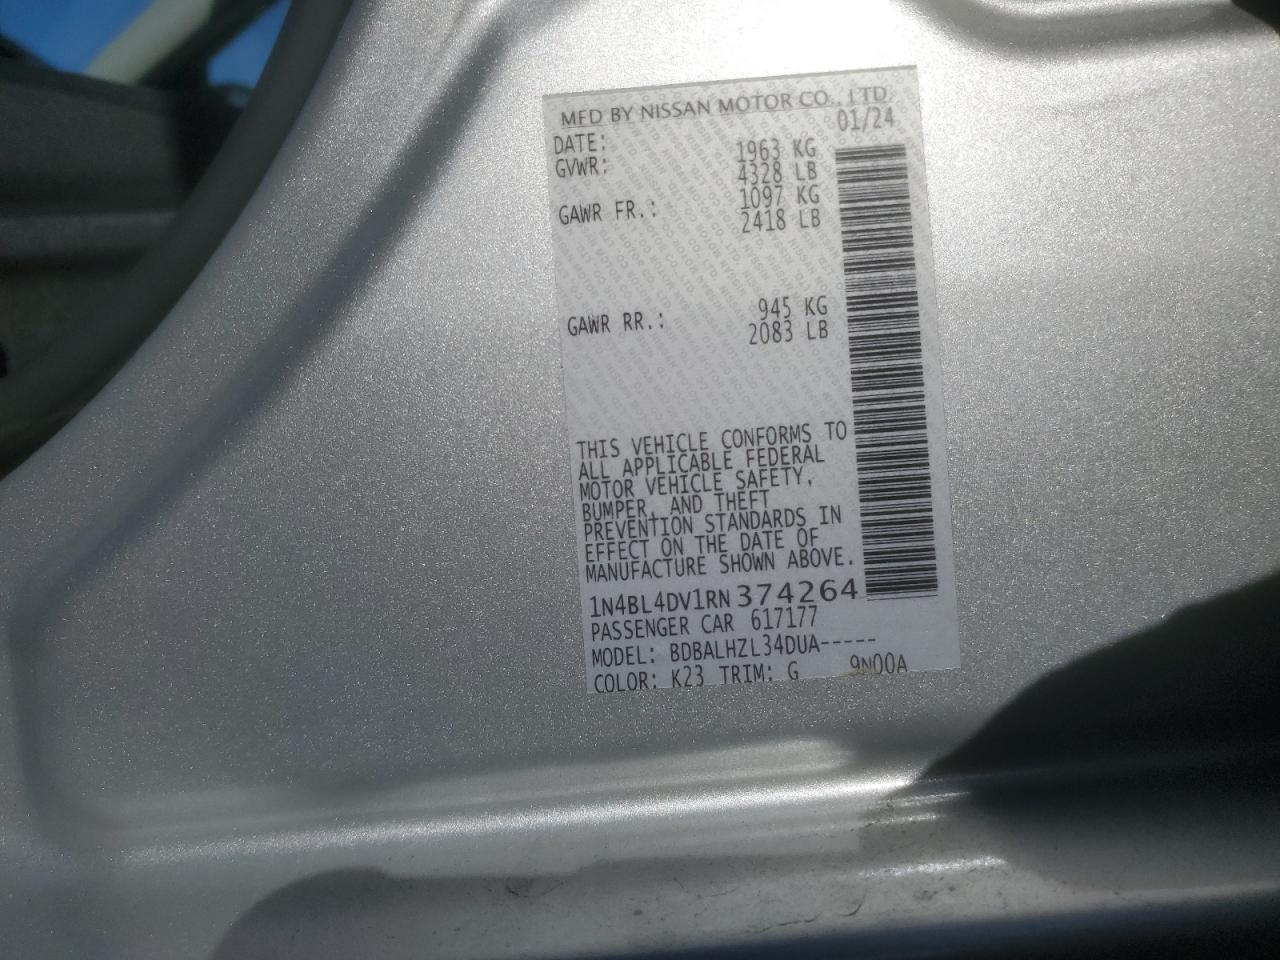 MFD BY NISSAN MOTOR CO., LTD.
DATE: 01/24
GVWR: 1963 KG
4328 LB
GAWR FR.: 1097 KG
2418 LB
GAWR RR.: 945 KG
2083 LB
THIS VEHICLE CONFORMS TO
ALL APPLICABLE FEDERAL
MOTOR VEHICLE SAFETY,
BUMPER, AND THEFT
PREVENTION STANDARDS IN
EFFECT ON THE DATE OF
MANUFACTURE SHOWN ABOVE.
1N4BL4DV1RN374264
PASSENGER CAR 617177
MODEL: BDBALHZL34DUA-----
COLOR: K23 TRIM: G 9N00A